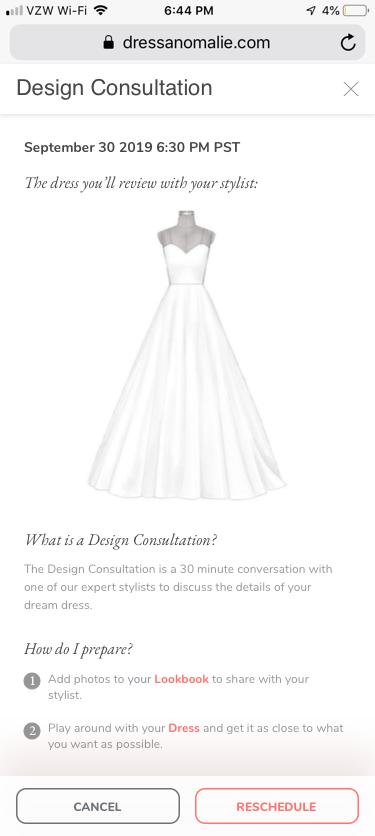 VZW Wi-Fi 6:44 PM 4%
dressanomalie.com
Design Consultation
September 30 2019 6:30 PM PST
The dress you'll review with your stylist:
What is a Design Consultation?
The Design Consultation is a 30 minute conversation with
one of our expert stylists to discuss the details of your
dream dress.
How do I prepare?
1 Add photos to your Lookbook to share with your
stylist.
2 Play around with your Dress and get it as close to what
you want as possible.
CANCEL RESCHEDULE